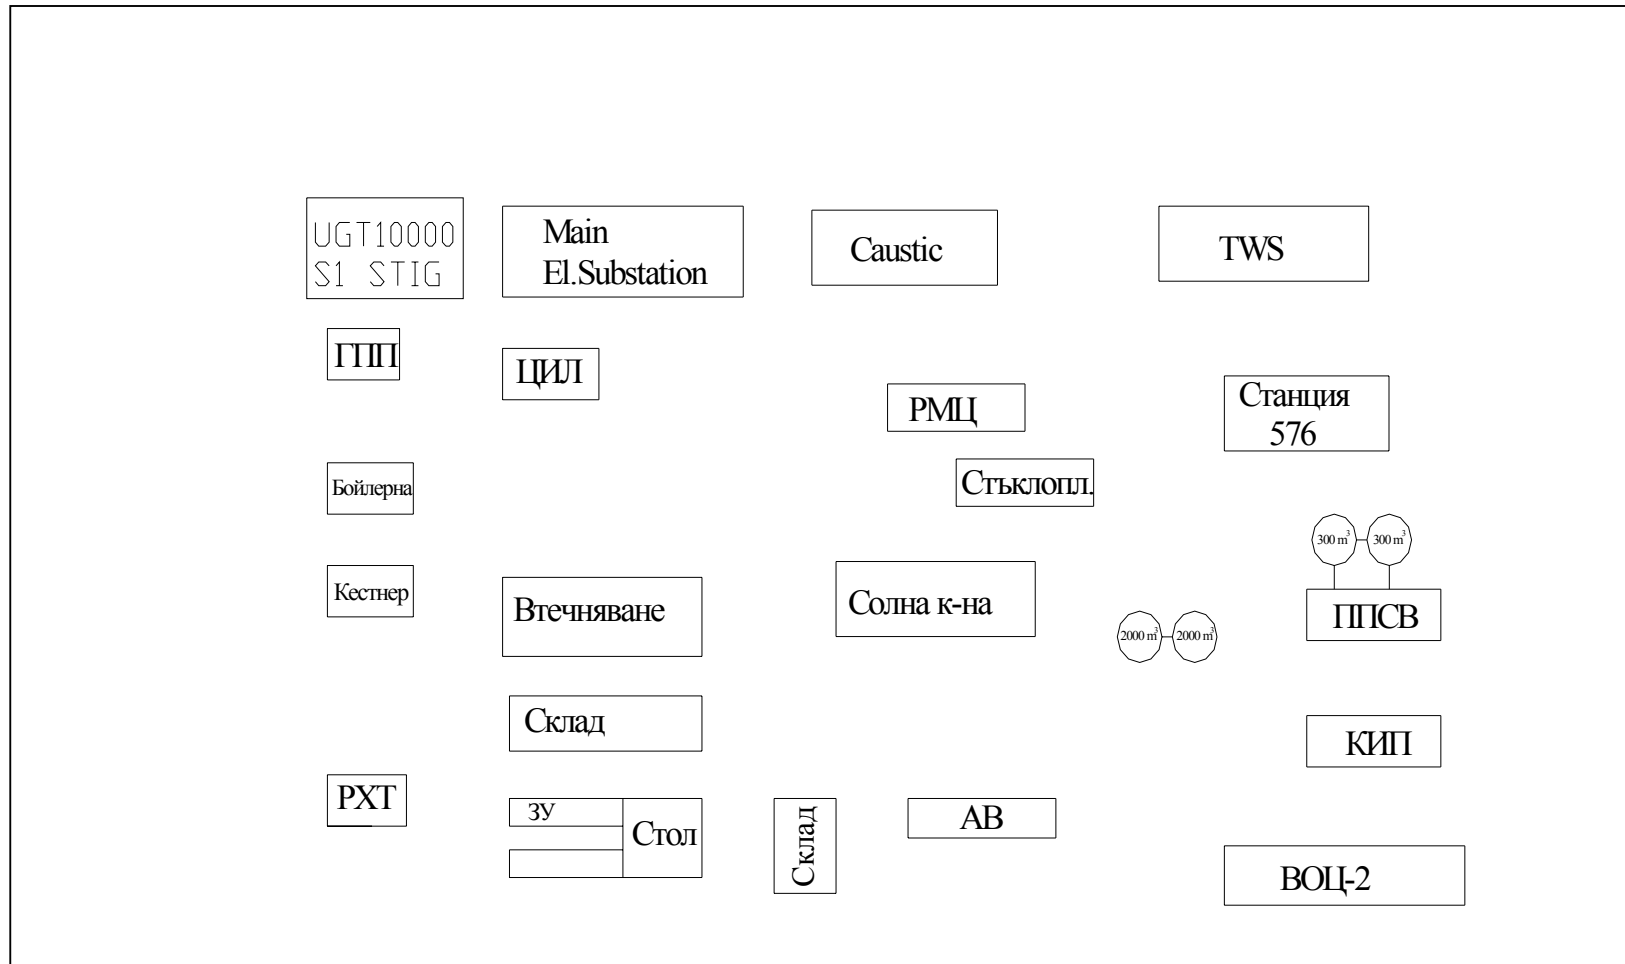 UGT10000
S1 STIG
Main
El.Substation
Caustic
TWS
ГПП
ЦИЛ
РМЦ
Станция
576
Бойлерна
Стъклопл.
300 m³
300 m³
Кестнер
Втечняване
Солна к-на
2000 m³
2000 m³
ППСВ
Склад
КИП
РХТ
ЗУ
Стол
Склад
АВ
ВОЦ-2